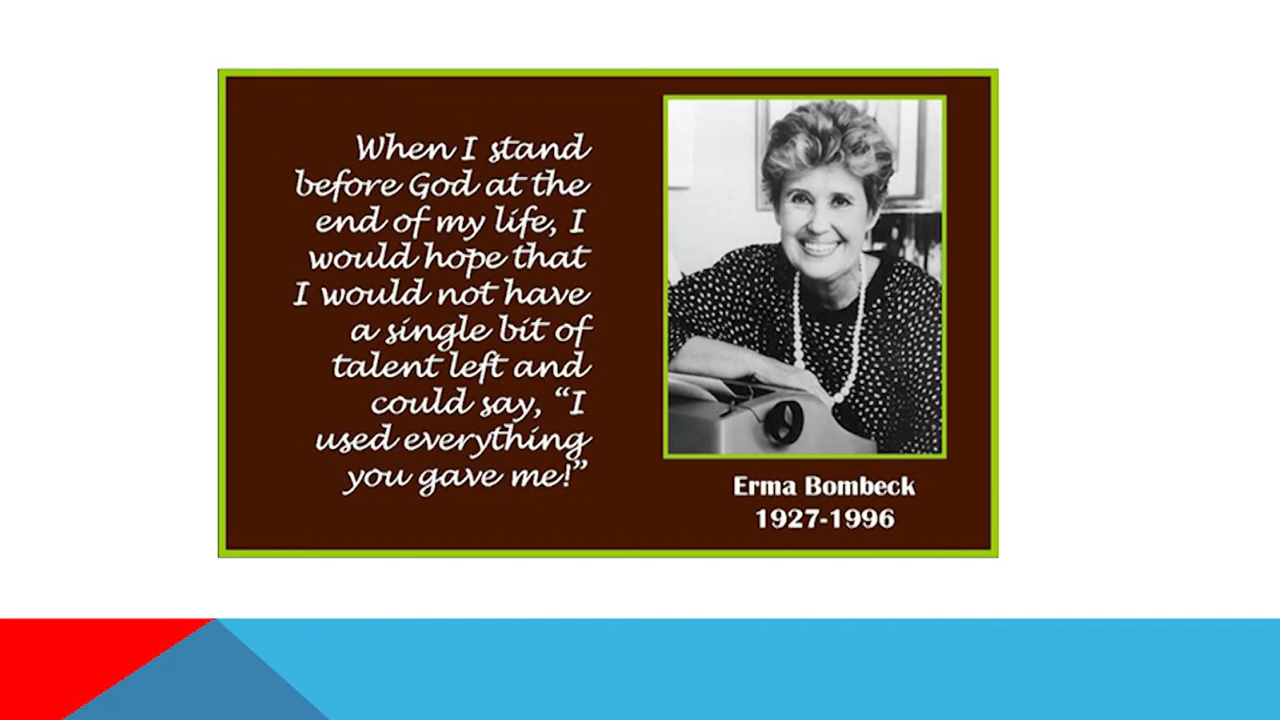 When I stand
before God at the
end of my life, I
would hope that
I would not have
a single bit of
talent left and
could say, “I
used everything
you gave me!”
Erma Bombeck
1927-1996